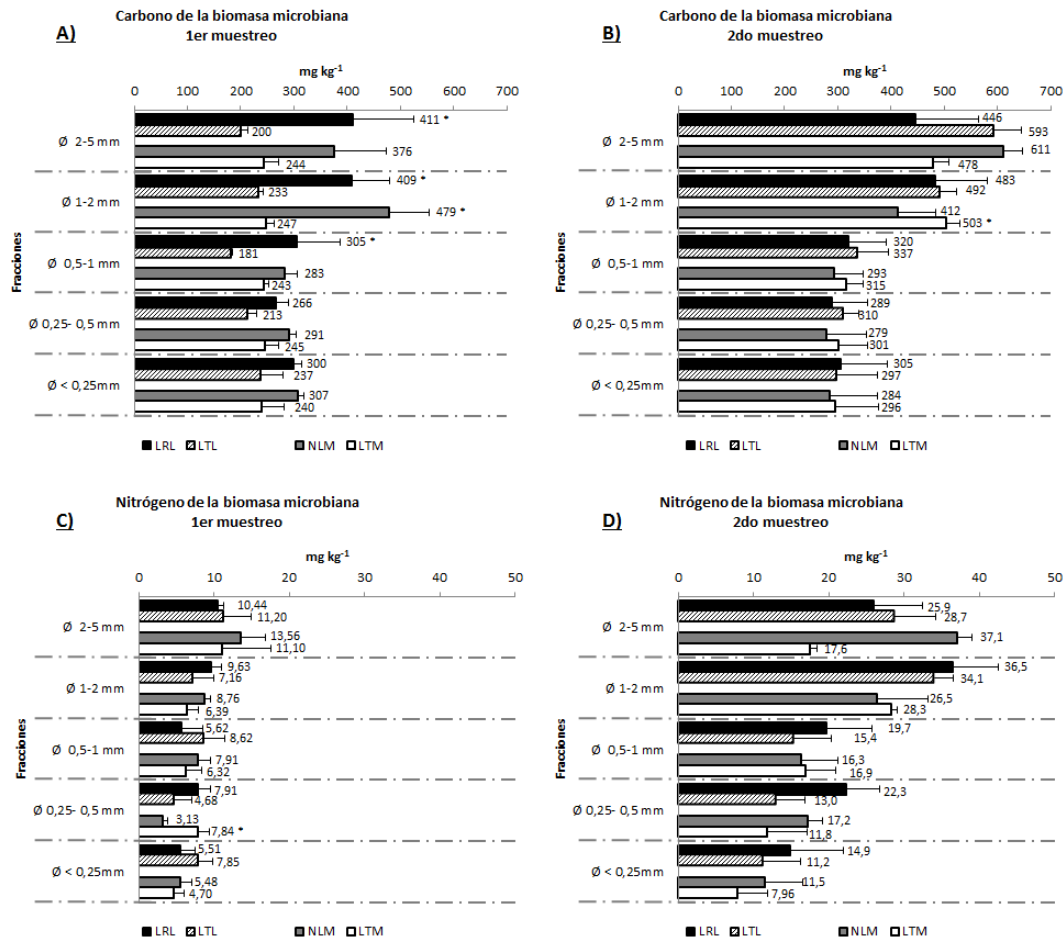 Carbono de la biomasa microbiana
A) 1er muestreo
mg kg-1
0 100 200 300 400 500 600 700
Fracciones
Ø 2-5 mm
411 *
200
376
244
Ø 1-2 mm
409 *
233
479 *
247
Ø 0,5-1 mm
305 *
181
283
243
Ø 0,25- 0,5 mm
266
213
291
245
Ø < 0,25mm
300
237
307
240
LRL LTL NLM LTM
Carbono de la biomasa microbiana
B) 2do muestreo
mg kg-1
0 100 200 300 400 500 600 700
Fracciones
Ø 2-5 mm
446
593
611
478
Ø 1-2 mm
483
492
412
503 *
Ø 0,5-1 mm
320
337
293
315
Ø 0,25- 0,5 mm
289
310
279
301
Ø < 0,25mm
305
297
284
296
LRL LTL NLM LTM
Nitrógeno de la biomasa microbiana
C) 1er muestreo
mg kg-1
0 10 20 30 40 50
Fracciones
Ø 2-5 mm
10,44
11,20
13,56
11,10
Ø 1-2 mm
9,63
7,16
8,76
6,39
Ø 0,5-1 mm
5,62
8,62
7,91
6,32
Ø 0,25- 0,5 mm
7,91
4,68
3,13
7,84 *
Ø < 0,25mm
5,51
7,85
5,48
4,70
LRL LTL NLM LTM
Nitrógeno de la biomasa microbiana
D) 2do muestreo
mg kg-1
0 10 20 30 40 50
Fracciones
Ø 2-5 mm
25,9
28,7
37,1
17,6
Ø 1-2 mm
36,5
34,1
26,5
28,3
Ø 0,5-1 mm
19,7
15,4
16,3
16,9
Ø 0,25- 0,5 mm
22,3
13,0
17,2
11,8
Ø < 0,25mm
14,9
11,2
11,5
7,96
LRL LTL NLM LTM